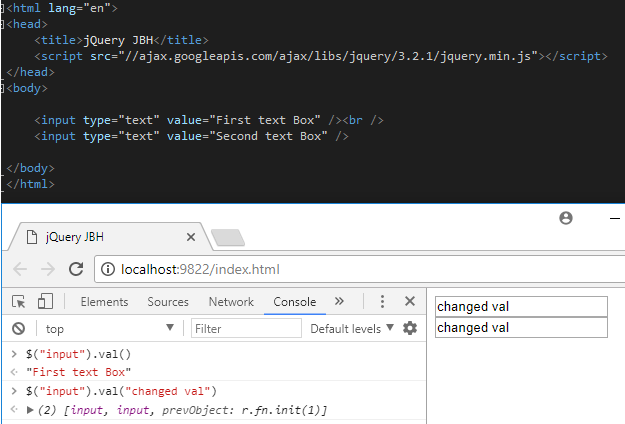 <html lang="en">
<head>
<title>jQuery JBH</title>
<script src="//ajax.googleapis.com/ajax/libs/jquery/3.2.1/jquery.min.js"></script>
</head>
<body>
<input type="text" value="First text Box" /><br />
<input type="text" value="Second text Box" />
</body>
</html>
jQuery JBH
localhost:9822/index.html
Elements Sources Network Console »
top Filter Default levels
> $("input").val()
"First text Box"
> $("input").val("changed val")
(2) [input, input, prevObject: r.fn.init(1)]
changed val
changed val